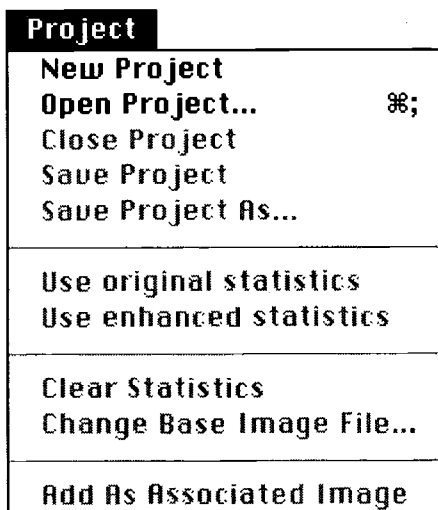 Project
New Project
Open Project... ⌘;
Close Project
Save Project
Save Project As...
Use original statistics
Use enhanced statistics
Clear Statistics
Change Base Image File...
Add As Associated Image